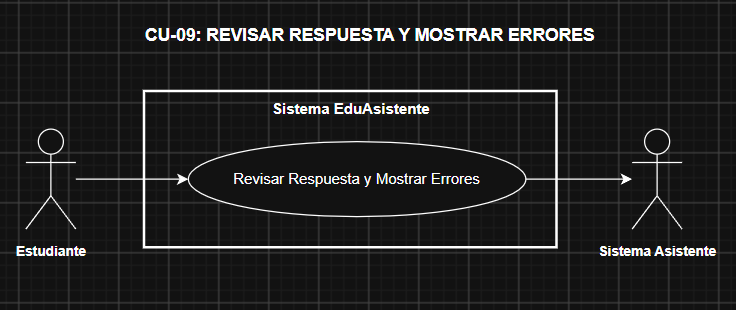 CU-09: REVISAR RESPUESTA Y MOSTRAR ERRORES
Sistema EduAsistente
Revisar Respuesta y Mostrar Errores
Estudiante
Sistema Asistente